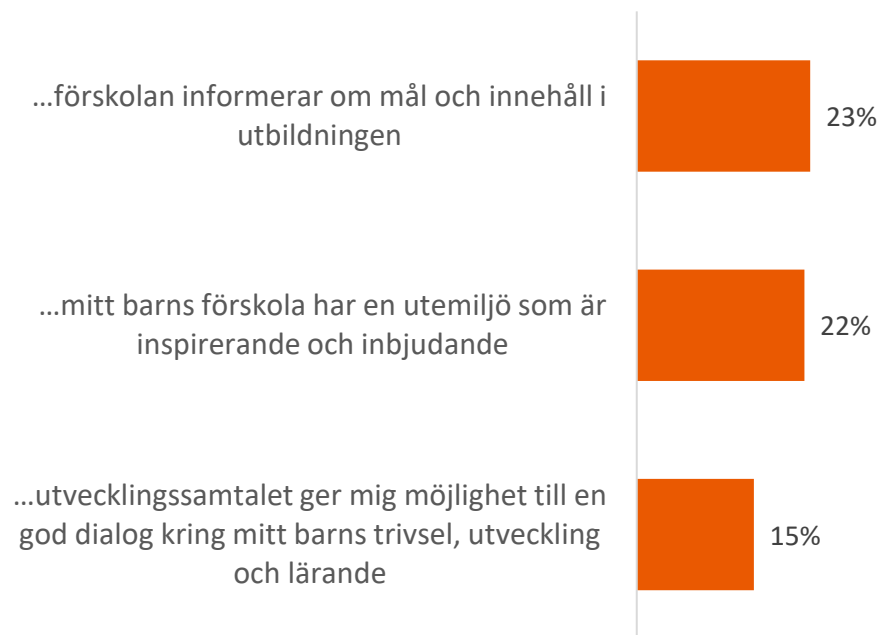 …förskolan informerar om mål och innehåll i
utbildningen
23%
…mitt barns förskola har en utemiljö som är
inspirerande och inbjudande
22%
…utvecklingssamtalet ger mig möjlighet till en
god dialog kring mitt barns trivsel, utveckling
och lärande
15%